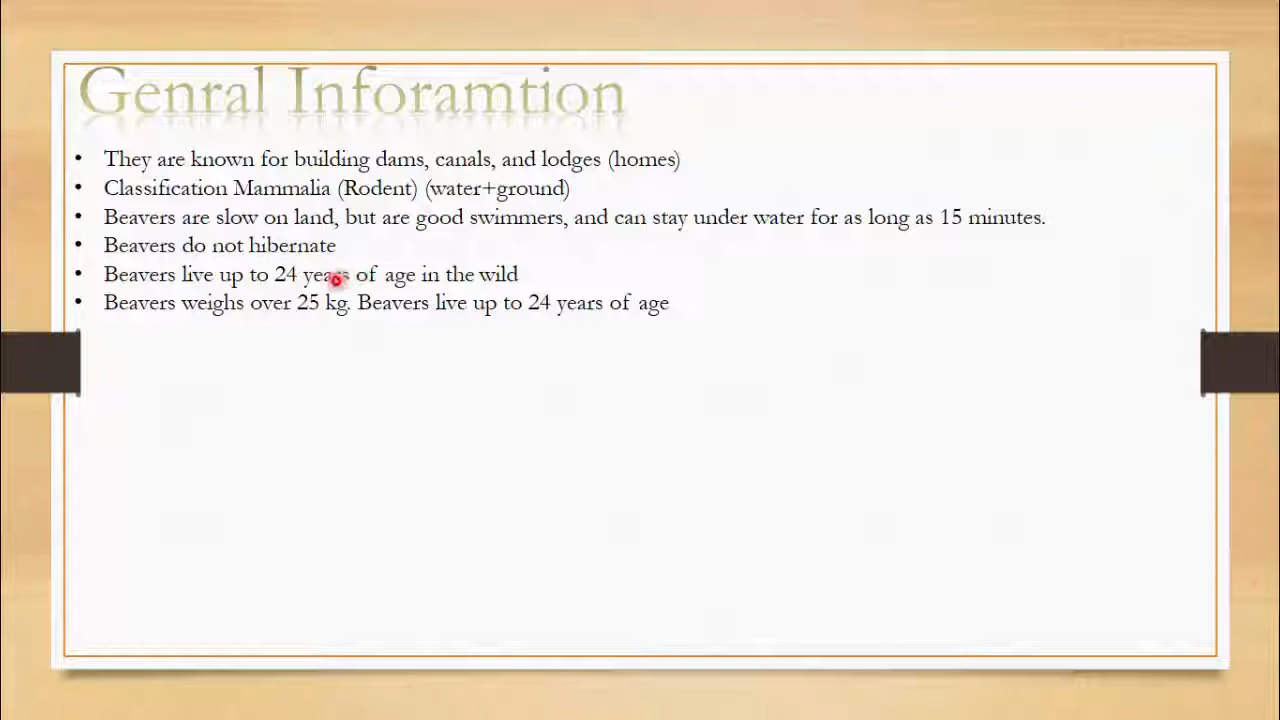 Genral Inforamtion
• They are known for building dams, canals, and lodges (homes)
• Classification Mammalia (Rodent) (water+ground)
• Beavers are slow on land, but are good swimmers, and can stay under water for as long as 15 minutes.
• Beavers do not hibernate
• Beavers live up to 24 years of age in the wild
• Beavers weighs over 25 kg. Beavers live up to 24 years of age